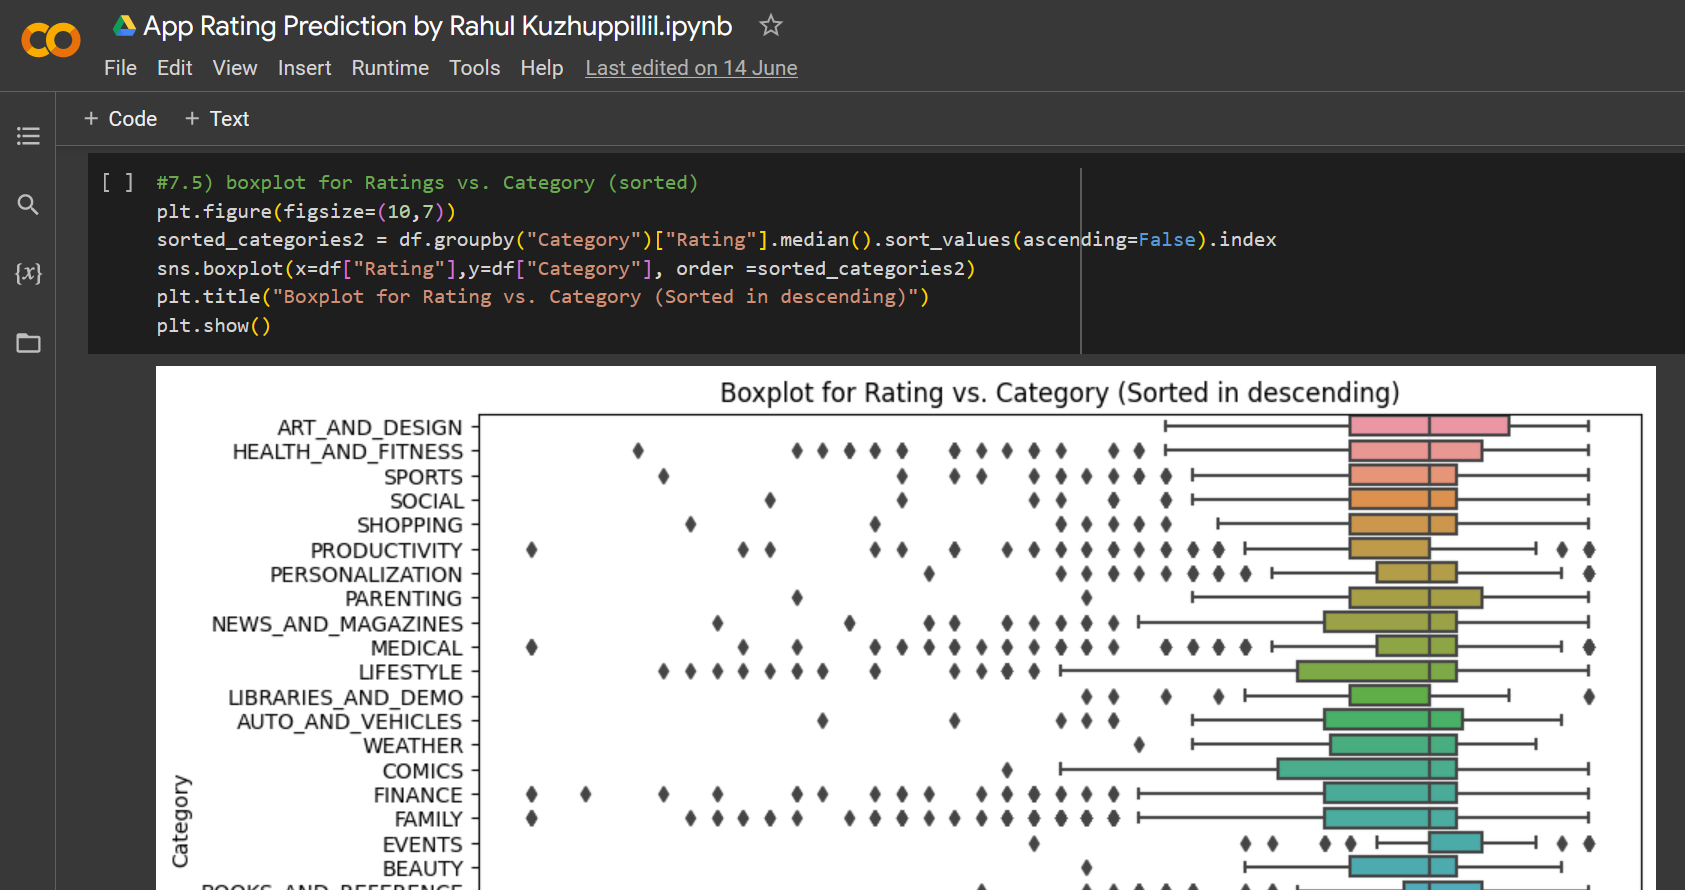 App Rating Prediction by Rahul Kuzhuppillil.ipynb
File Edit View Insert Runtime Tools Help Last edited on 14 June
+ Code + Text
[ ] #7.5) boxplot for Ratings vs. Category (sorted)
plt.figure(figsize=(10,7))
sorted_categories2 = df.groupby("Category")["Rating"].median().sort_values(ascending=False).index
sns.boxplot(x=df["Rating"],y=df["Category"], order =sorted_categories2)
plt.title("Boxplot for Rating vs. Category (Sorted in descending)")
plt.show()
{x}
Boxplot for Rating vs. Category (Sorted in descending)
ART_AND_DESIGN
HEALTH_AND_FITNESS
SPORTS
SOCIAL
SHOPPING
PRODUCTIVITY
PERSONALIZATION
PARENTING
NEWS_AND_MAGAZINES
MEDICAL
LIFESTYLE
LIBRARIES_AND_DEMO
AUTO_AND_VEHICLES
WEATHER
COMICS
FINANCE
FAMILY
EVENTS
BEAUTY
BOOKS_AND_REFERENCE
Category